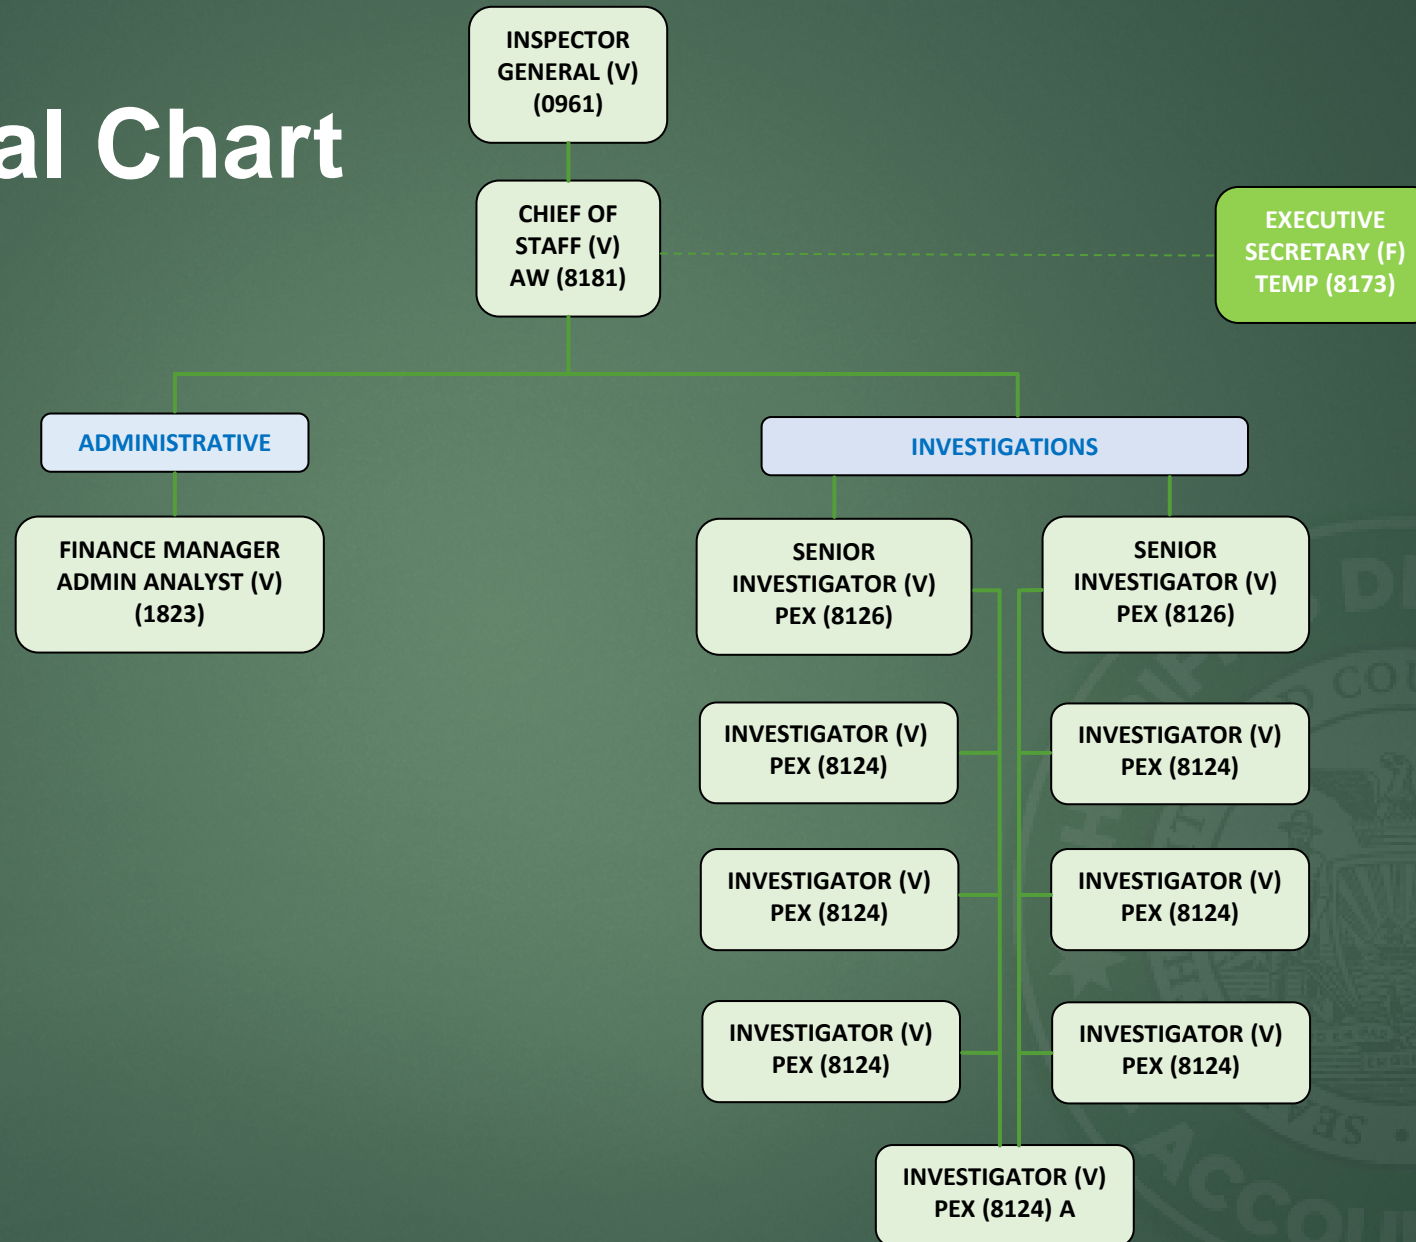 al Chart
INSPECTOR
GENERAL (V)
(0961)
CHIEF OF
STAFF (V)
AW (8181)
EXECUTIVE
SECRETARY (F)
TEMP (8173)
ADMINISTRATIVE
INVESTIGATIONS
FINANCE MANAGER
ADMIN ANALYST (V)
(1823)
SENIOR
INVESTIGATOR (V)
PEX (8126)
SENIOR
INVESTIGATOR (V)
PEX (8126)
INVESTIGATOR (V)
PEX (8124)
INVESTIGATOR (V)
PEX (8124)
INVESTIGATOR (V)
PEX (8124)
INVESTIGATOR (V)
PEX (8124)
INVESTIGATOR (V)
PEX (8124)
INVESTIGATOR (V)
PEX (8124)
INVESTIGATOR (V)
PEX (8124) A